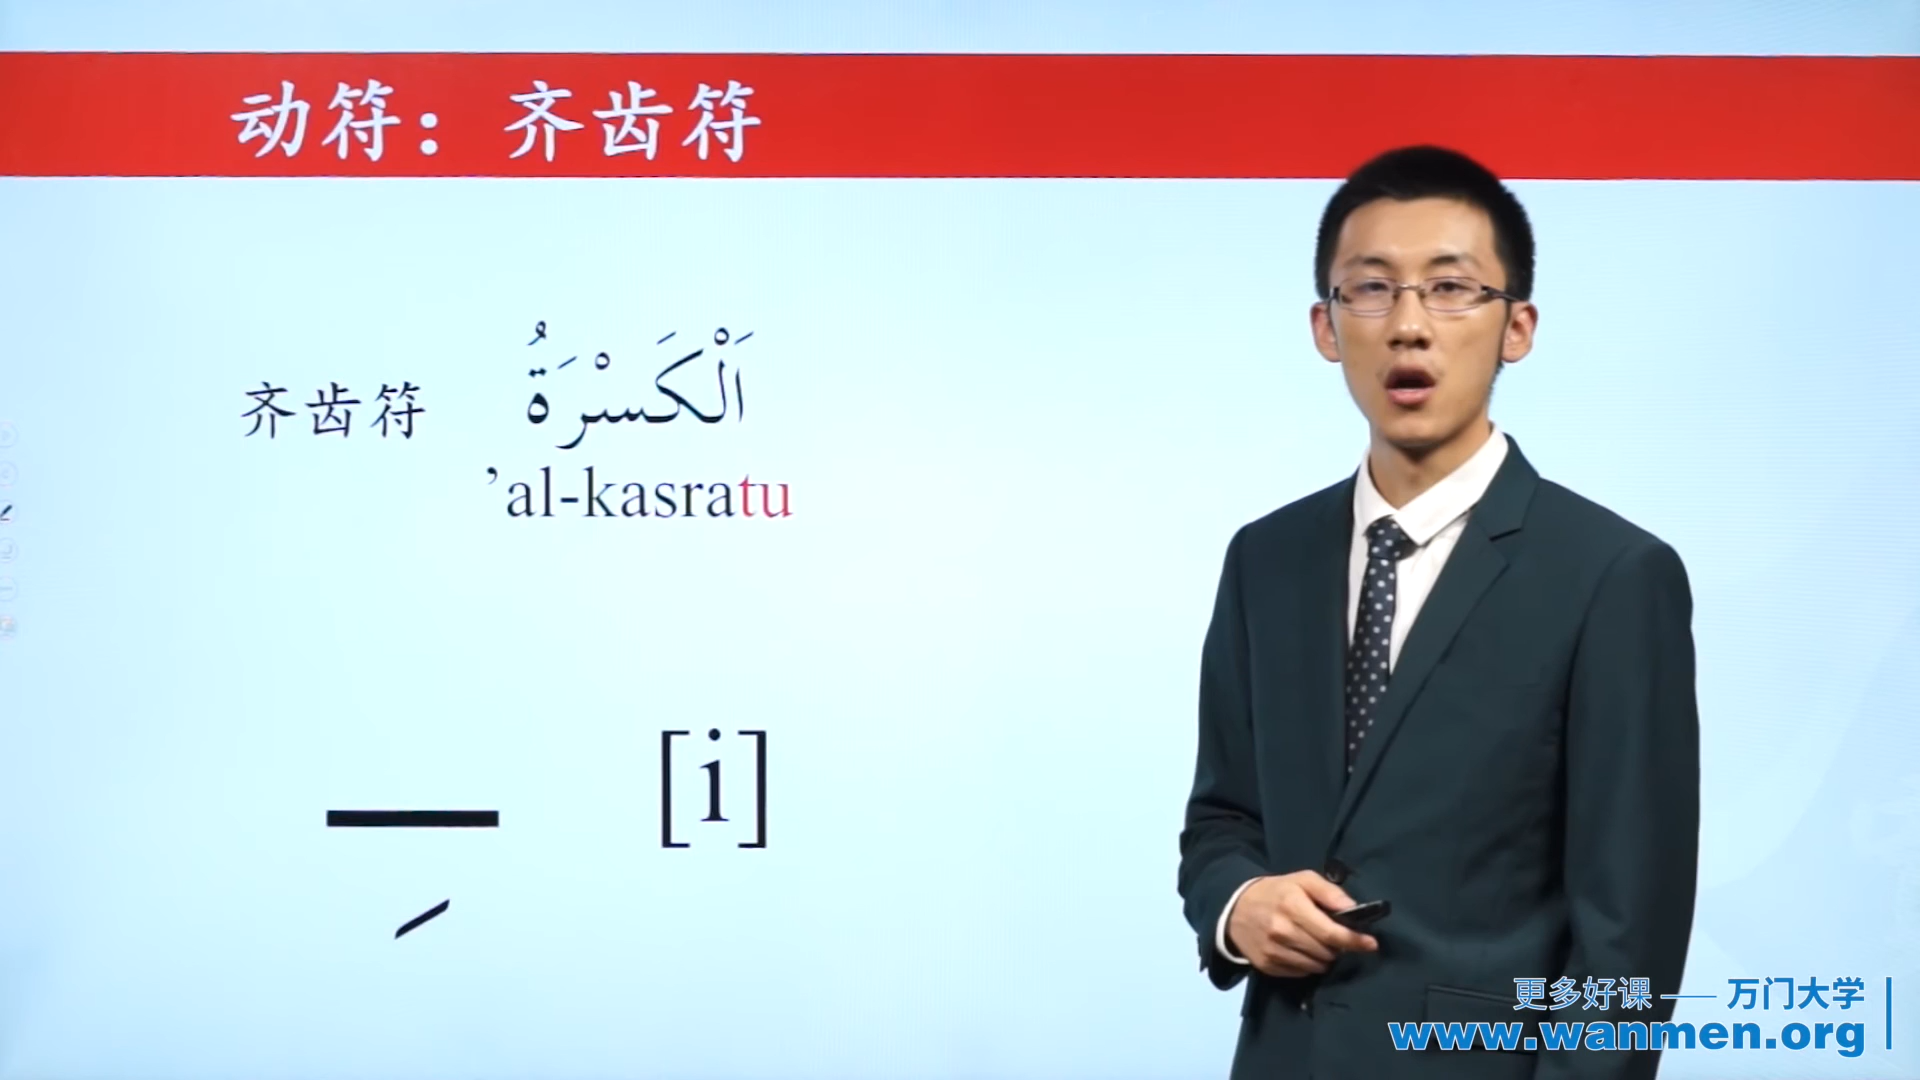 动符：齐齿符
齐齿符 اَلْكَسْرَةُ
’al-kasratu
[i]
更多好课 —— 万门大学
www.wanmen.org